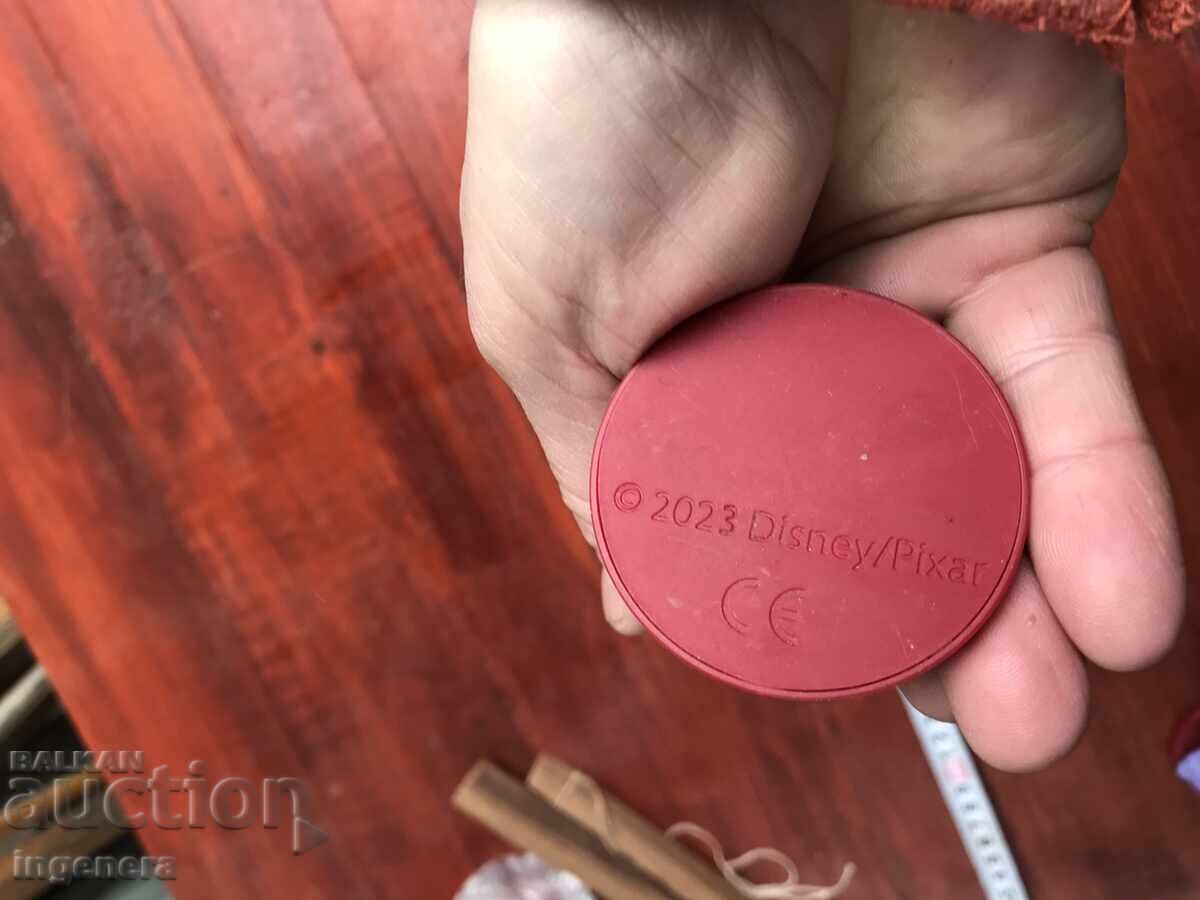 © 2023 Disney/Pixar
CE
BALKAN
auction
ingenera